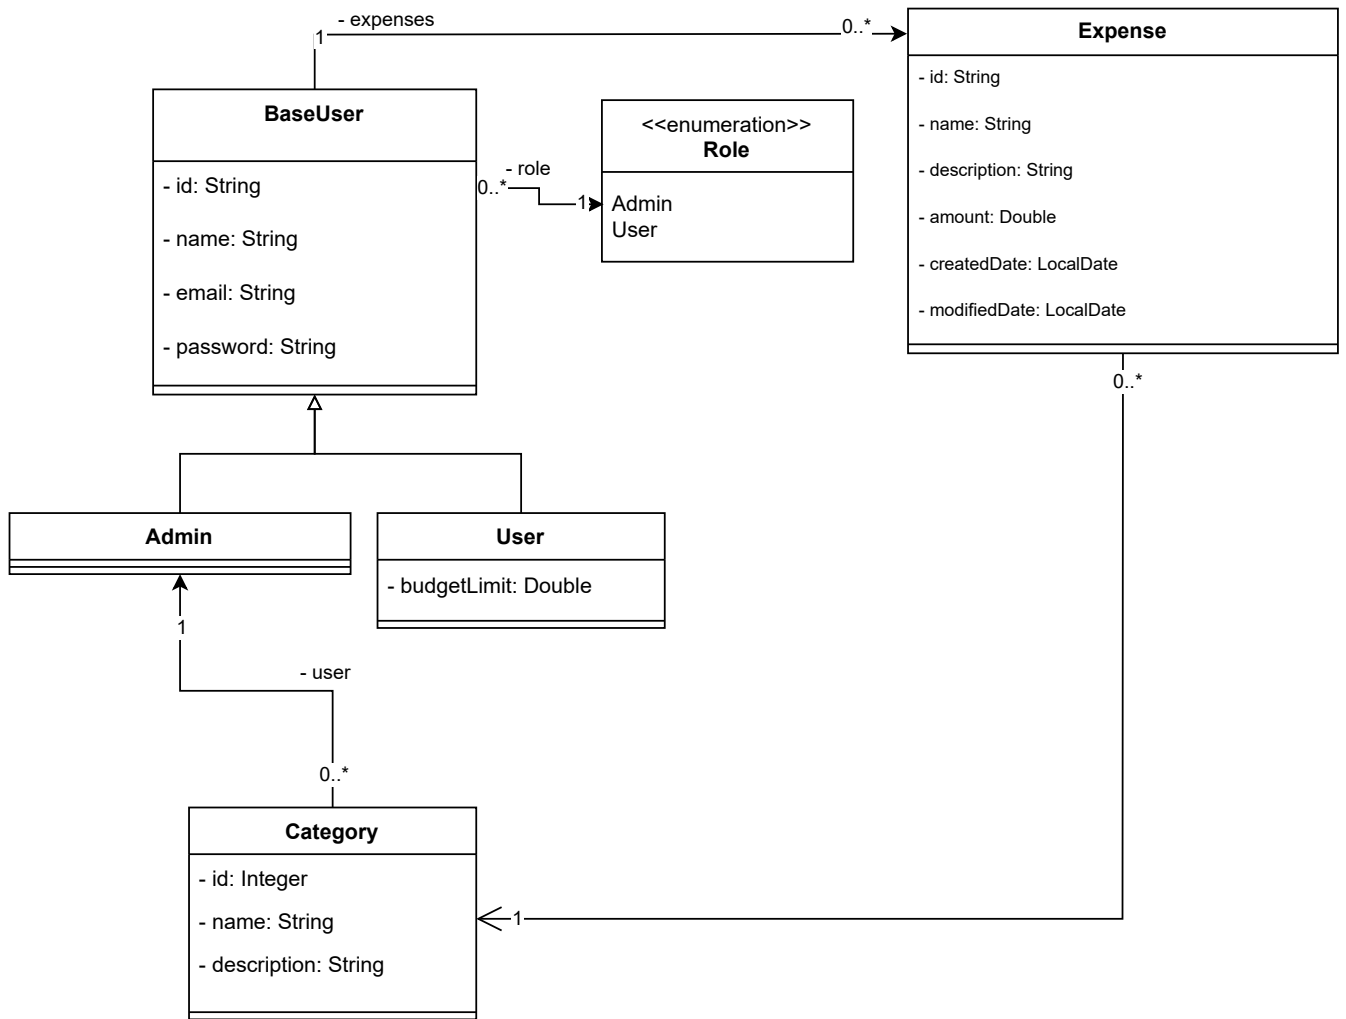 - expenses
1
0..*
Expense
- id: String
- name: String
- description: String
- amount: Double
- createdDate: LocalDate
- modifiedDate: LocalDate
0..*
BaseUser
- id: String
- name: String
- email: String
- password: String
- role
0..*
1
<<enumeration>>
Role
Admin
User
Admin
User
- budgetLimit: Double
1
- user
0..*
Category
- id: Integer
- name: String
- description: String
1